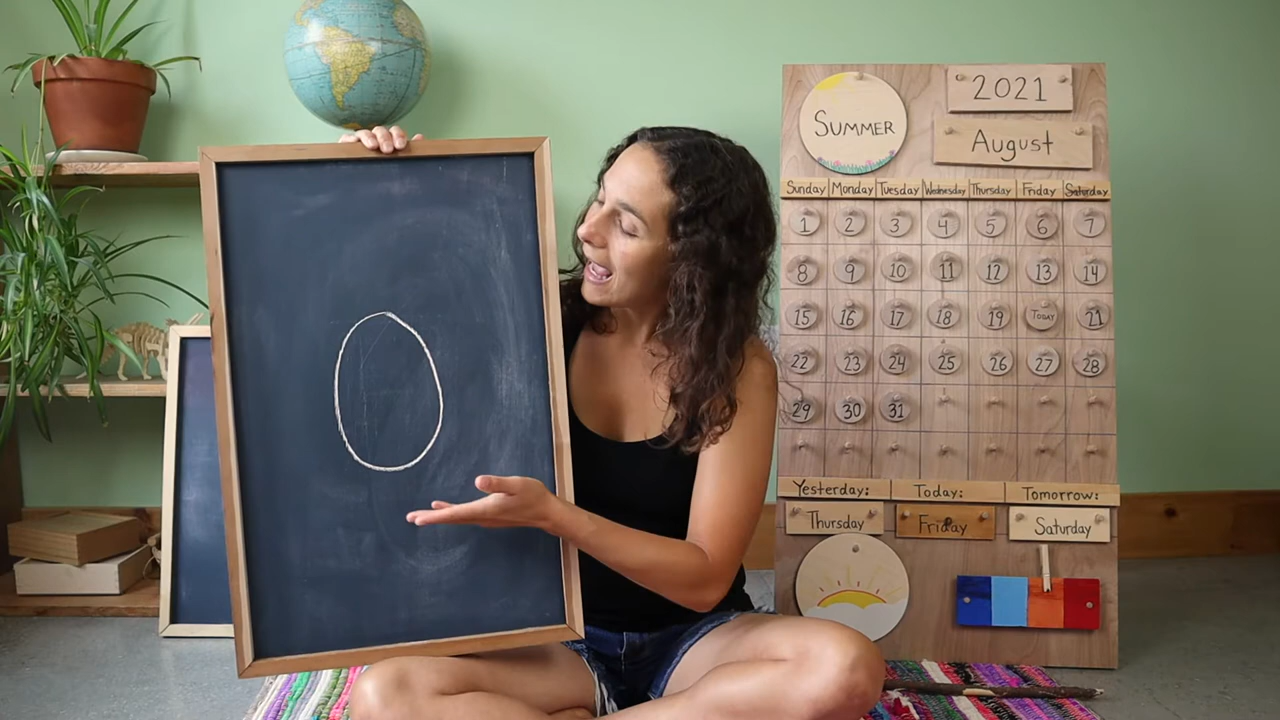 0
SUMMER
2021
August
Sunday Monday Tuesday Wednesday Thursday Friday Saturday
1 2 3 4 5 6 7
8 9 10 11 12 13 14
15 16 17 18 19 TODAY 21
22 23 24 25 26 27 28
29 30 31
Yesterday: Today: Tomorrow:
Thursday Friday Saturday